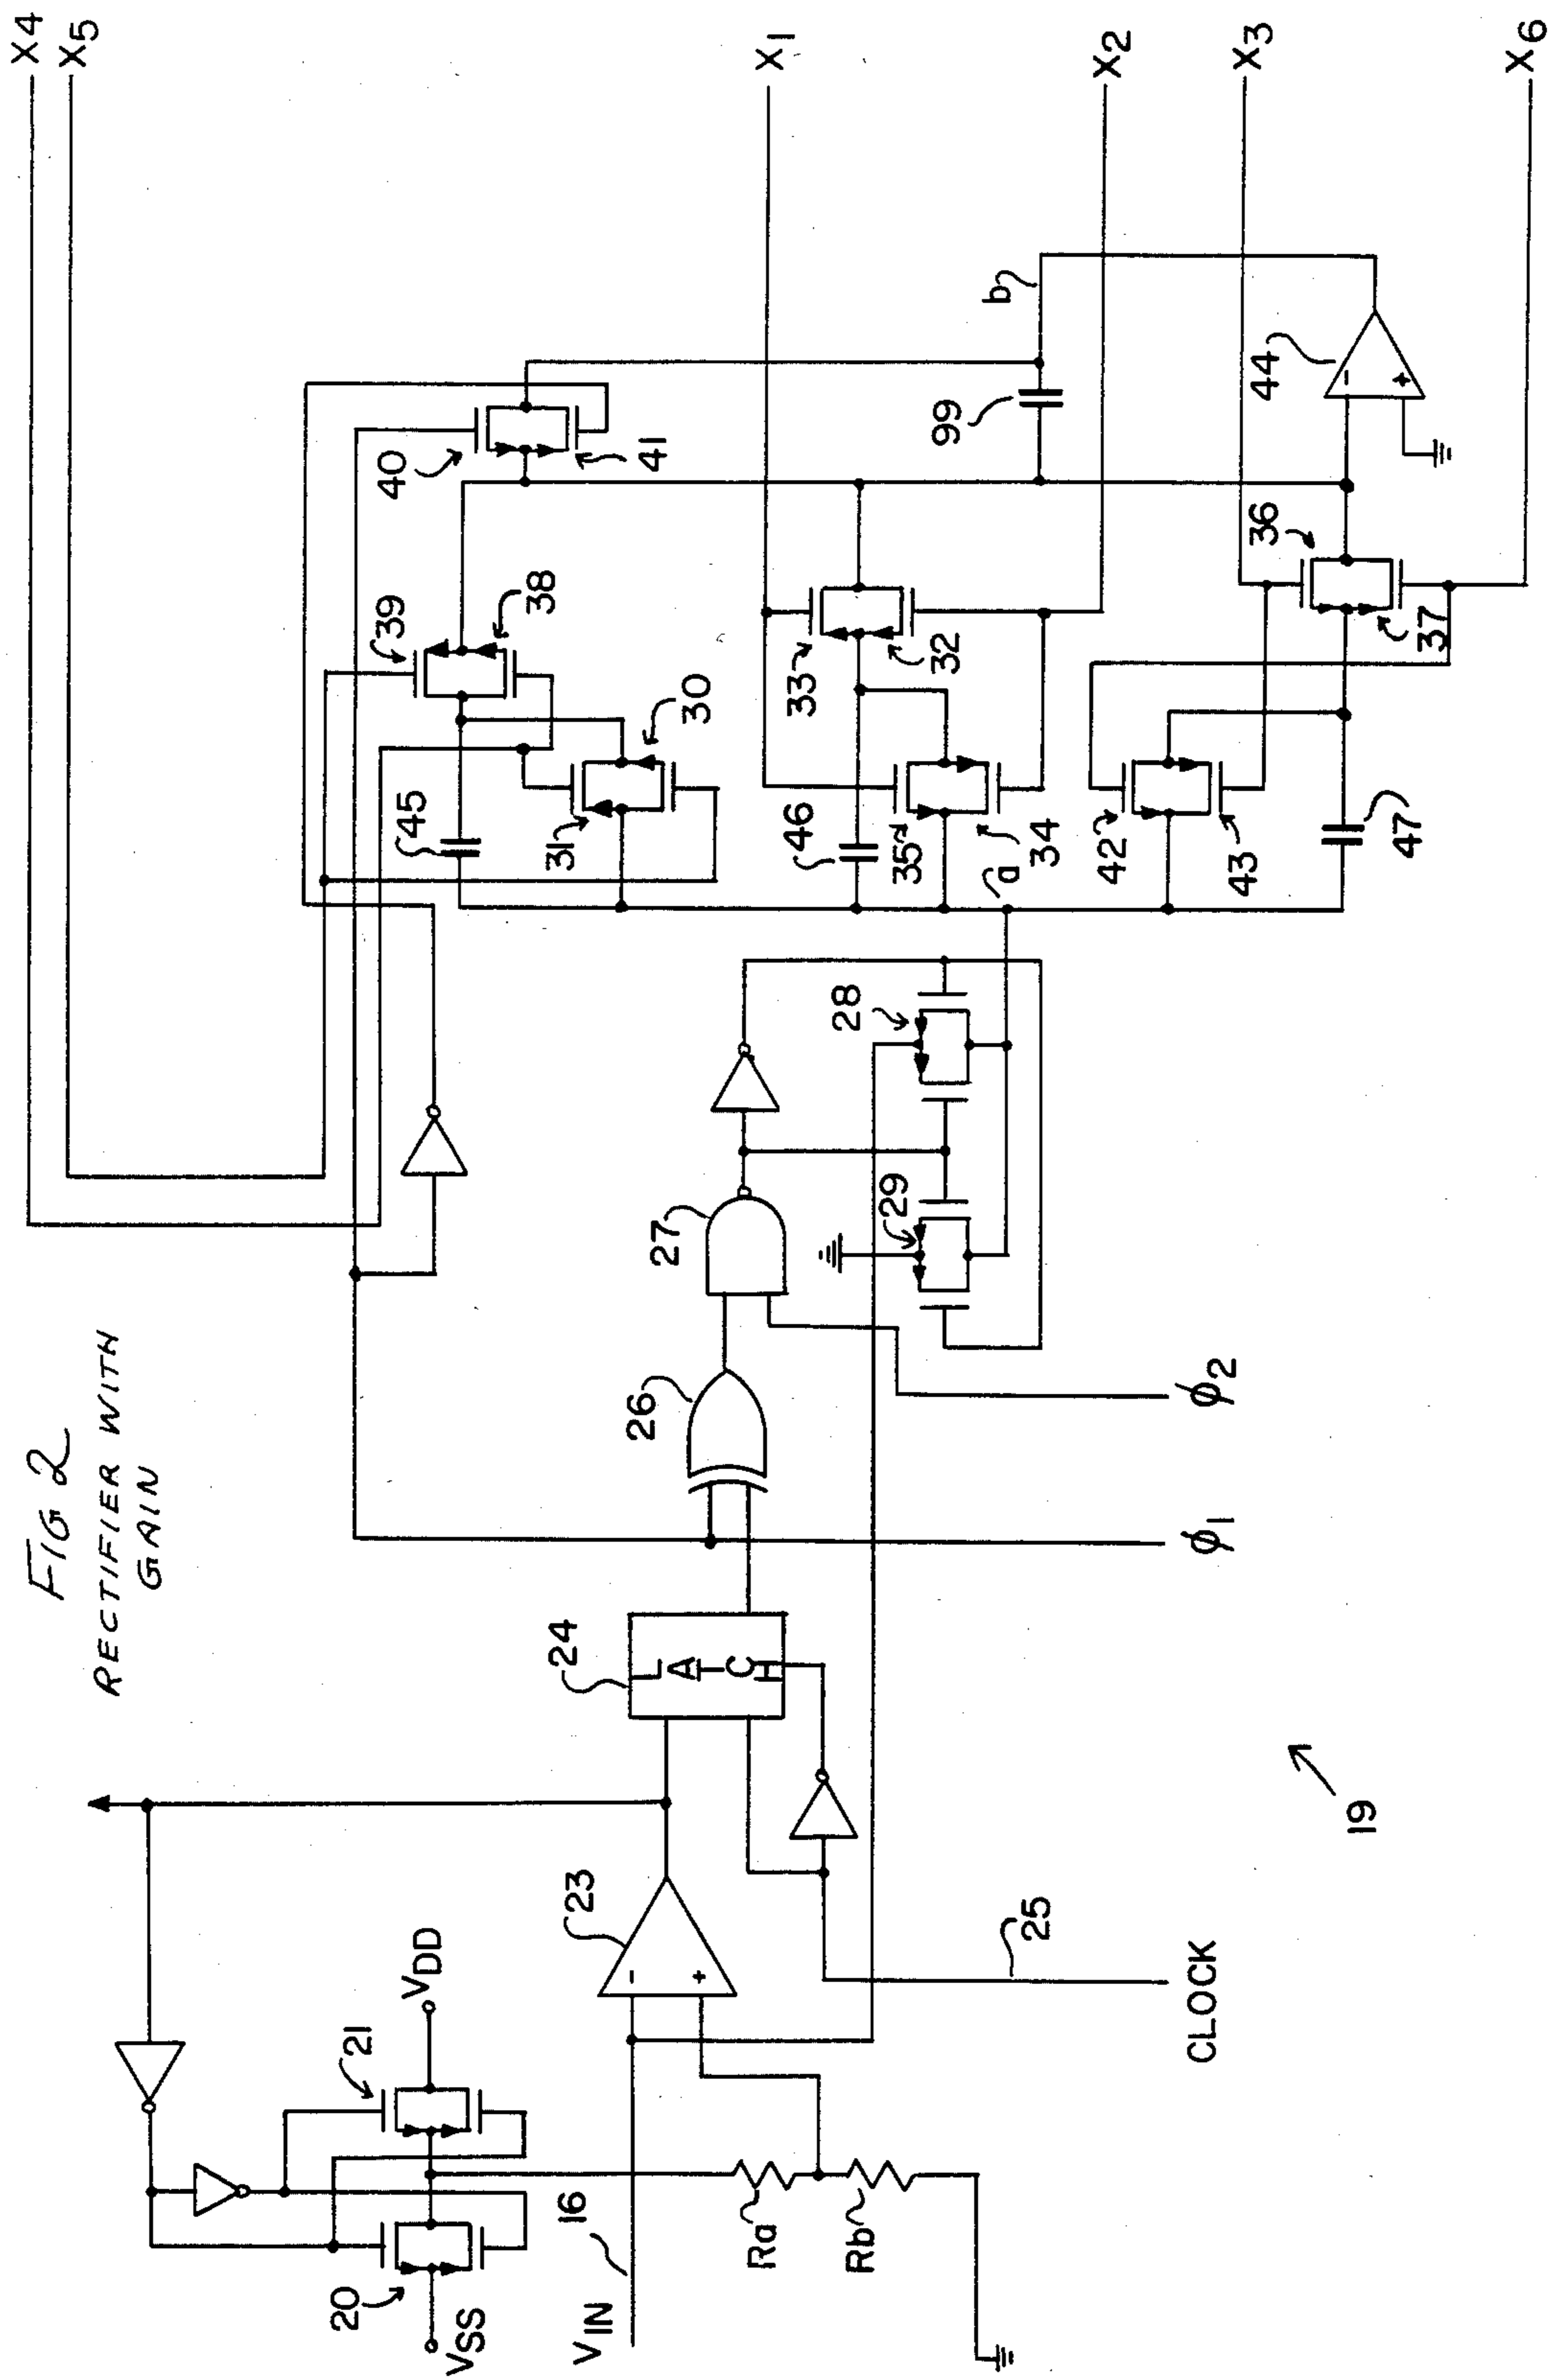 FIG 2
RECTIFIER WITH
GAIN
X4
X5
X1
X2
X3
X6
40
41
39
38
45
31
30
99
b
33
32
46
35
34
a
44
36
37
42
43
47
28
29
27
26
24
LATCH
23
-
+
-
+
21
20
VDD
VSS
VIN
16
Ra
Rb
25
CLOCK
ϕ1
ϕ2
19